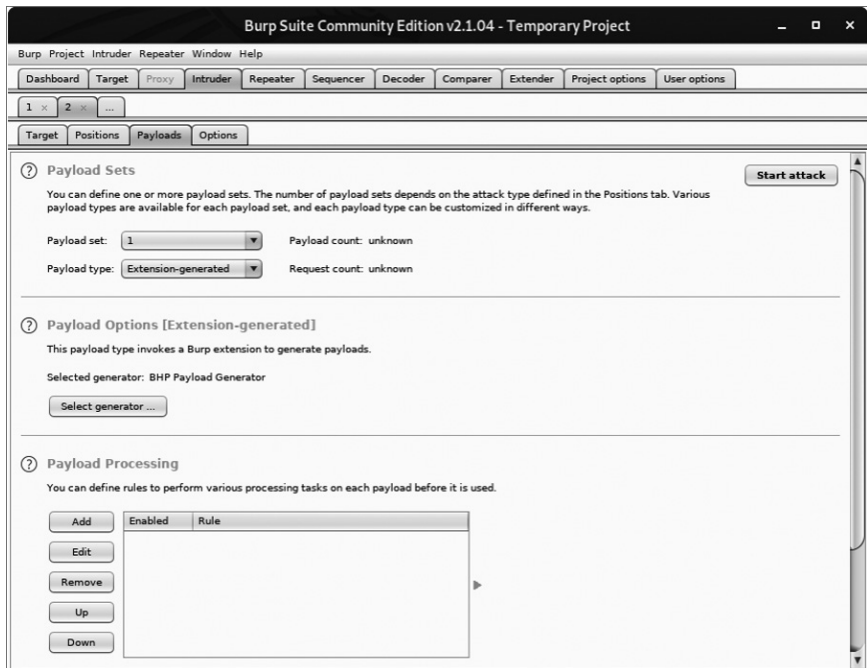 Burp Suite Community Edition v2.1.04 - Temporary Project
Burp Project Intruder Repeater Window Help
Dashboard Target Proxy Intruder Repeater Sequencer Decoder Comparer Extender Project options User options
1 × 2 × ...
Target Positions Payloads Options
? Payload Sets
Start attack
You can define one or more payload sets. The number of payload sets depends on the attack type defined in the Positions tab. Various
payload types are available for each payload set, and each payload type can be customized in different ways.
Payload set: 1 Payload count: unknown
Payload type: Extension-generated Request count: unknown
? Payload Options [Extension-generated]
This payload type invokes a Burp extension to generate payloads.
Selected generator: BHP Payload Generator
Select generator ...
? Payload Processing
You can define rules to perform various processing tasks on each payload before it is used.
Add Enabled Rule
Edit
Remove
Up
Down